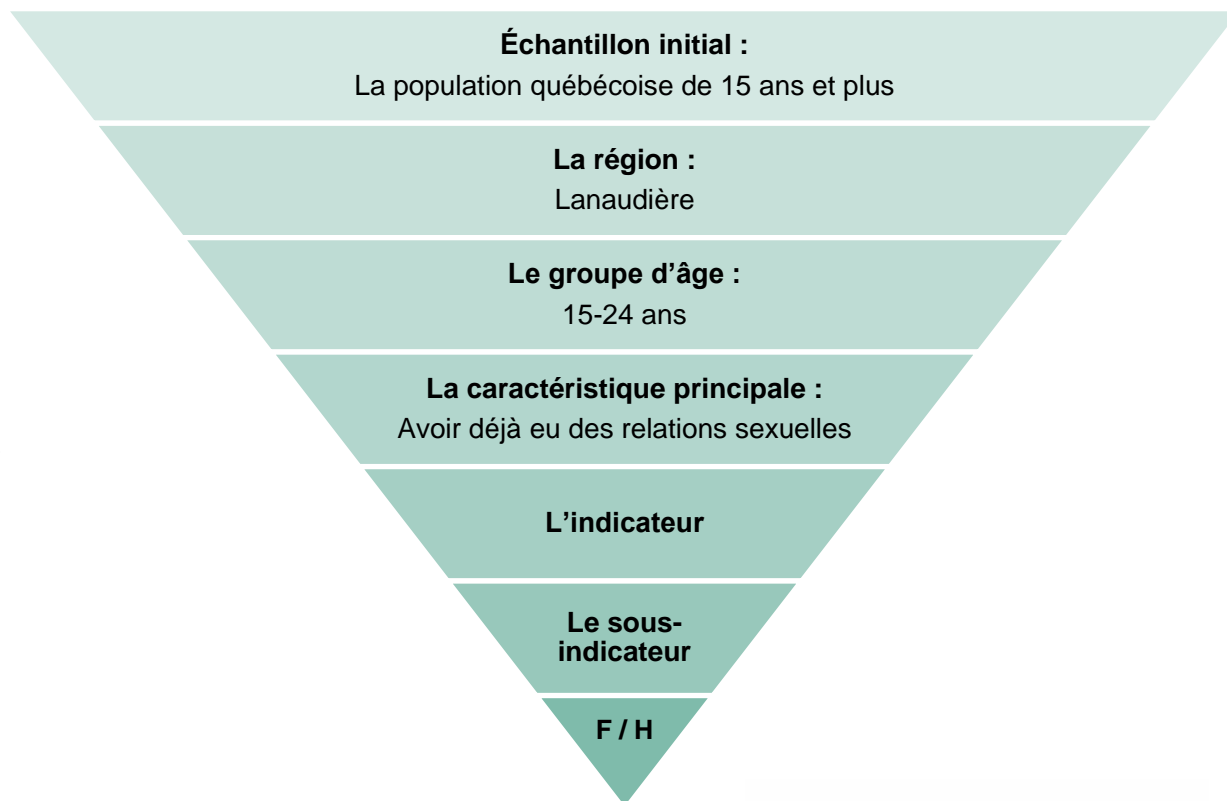 Échantillon initial :
La population québécoise de 15 ans et plus
La région :
Lanaudière
Le groupe d’âge :
15-24 ans
La caractéristique principale :
Avoir déjà eu des relations sexuelles
L’indicateur
Le sous-
indicateur
F / H